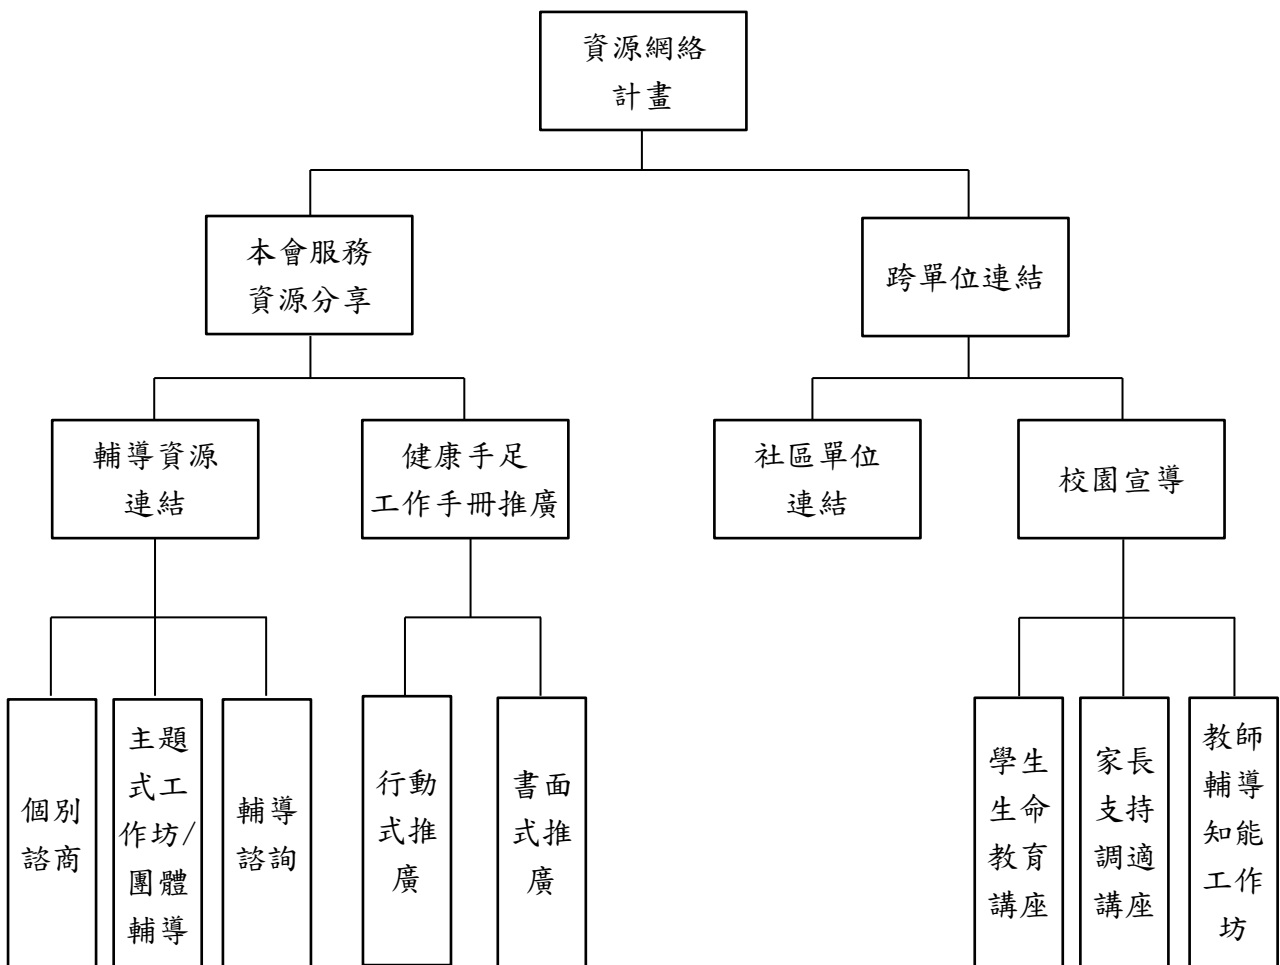 資源網絡
計畫
本會服務
資源分享
跨單位連結
輔導資源
連結
健康手足
工作手冊推廣
社區單位
連結
校園宣導
個別
諮商
主題
式工
作坊/
團體
輔導
輔導
諮詢
行動
式推
廣
書面
式推
廣
學生
生命
教育
講座
家長
支持
調適
講座
教師
輔導
知能
工作
坊